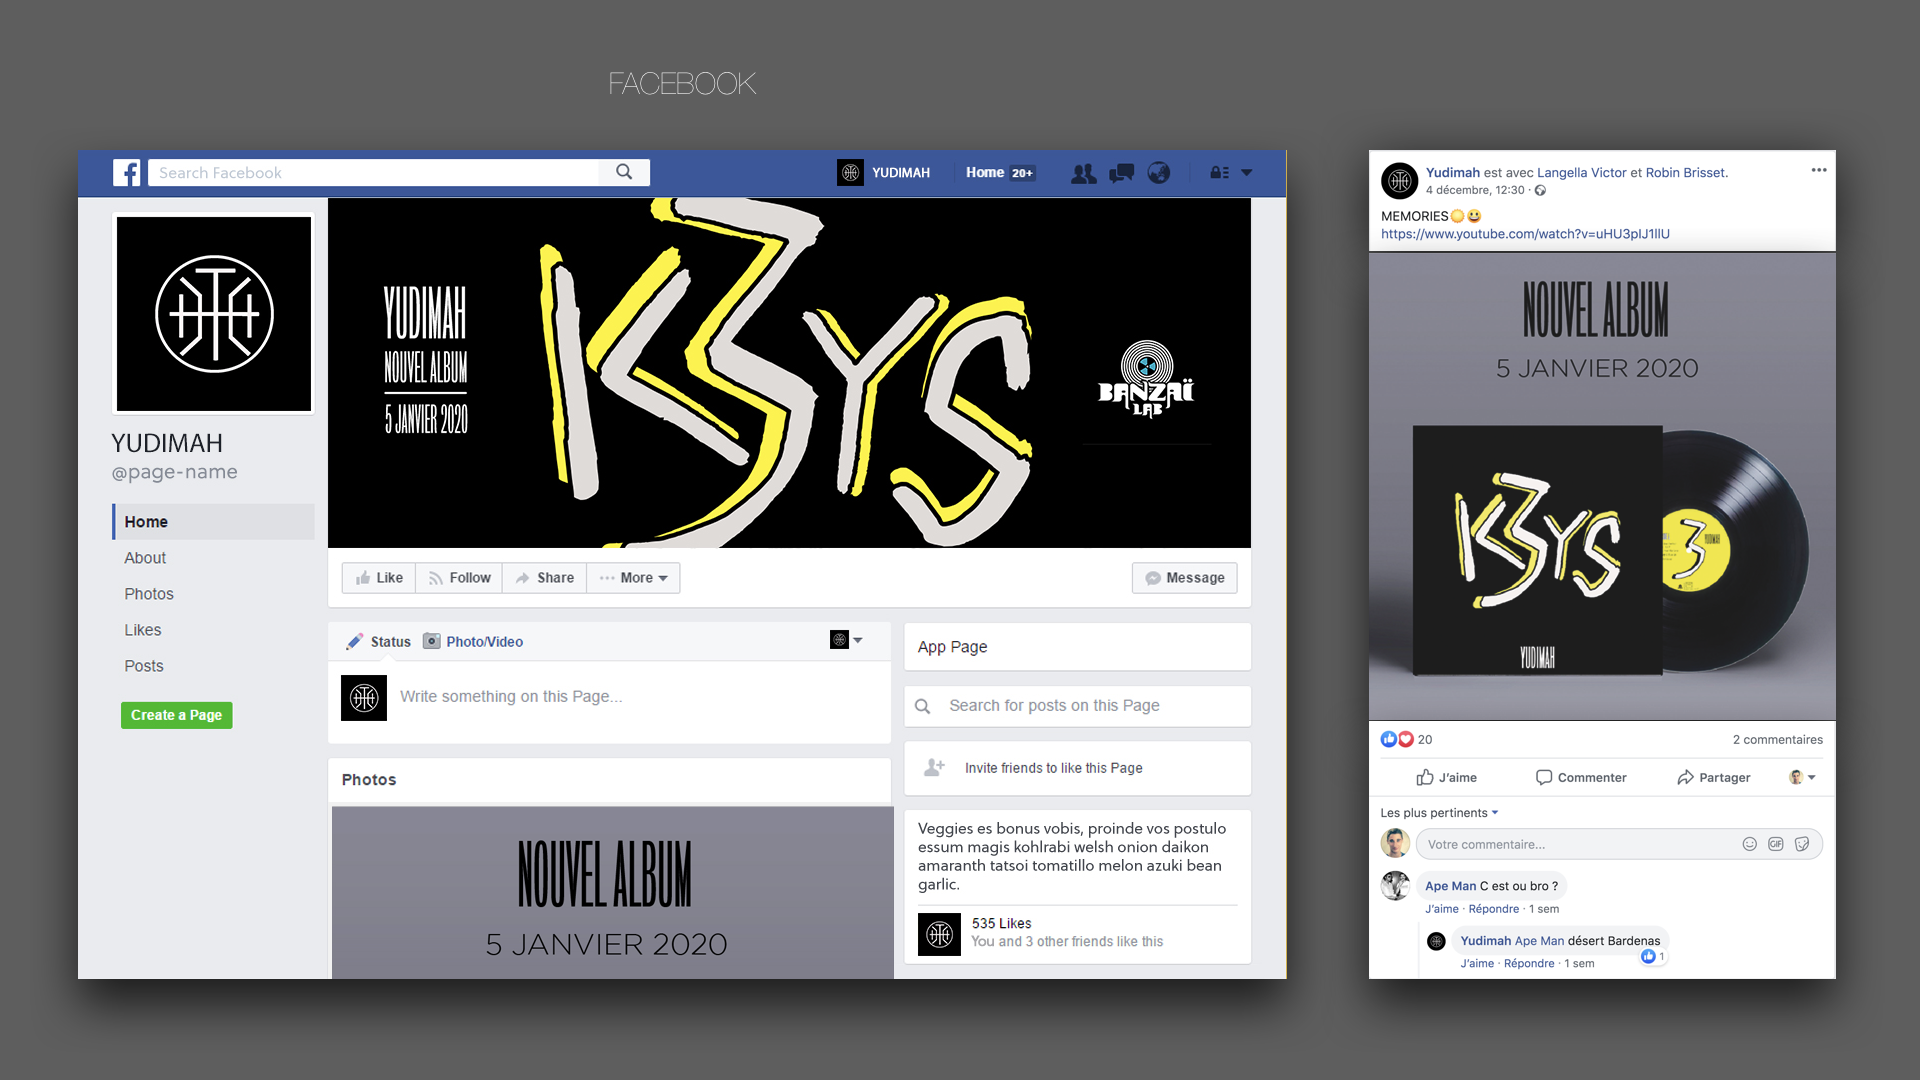 FACEBOOK
Search Facebook
YUDIMAH
Home 20+
YUDIMAH
@page-name
Home
About
Photos
Likes
Posts
Create a Page
YUDIMAH
NOUVEL ALBUM
5 JANVIER 2020
K3YS
BANZAÏ
LAB
Like
Follow
Share
More
Message
Status
Photo/Video
Write something on this Page...
Photos
NOUVEL ALBUM
5 JANVIER 2020
App Page
Search for posts on this Page
Invite friends to like this Page
Veggies es bonus vobis, proinde vos postulo
essum magis kohlrabi welsh onion daikon
amaranth tatsoi tomatillo melon azuki bean
garlic.
535 Likes
You and 3 other friends like this
Yudimah est avec Langella Victor et Robin Brisset.
4 décembre, 12:30 ·
MEMORIES🌞😃
https://www.youtube.com/watch?v=uHU3pIJ1llU
NOUVEL ALBUM
5 JANVIER 2020
K3YS
YUDIMAH
3
YUDIMAH
20
2 commentaires
J'aime
Commenter
Partager
Les plus pertinents
Votre commentaire...
GIF
Ape Man C est ou bro ?
J'aime · Répondre · 1 sem
Yudimah Ape Man désert Bardenas
1
J'aime · Répondre · 1 sem